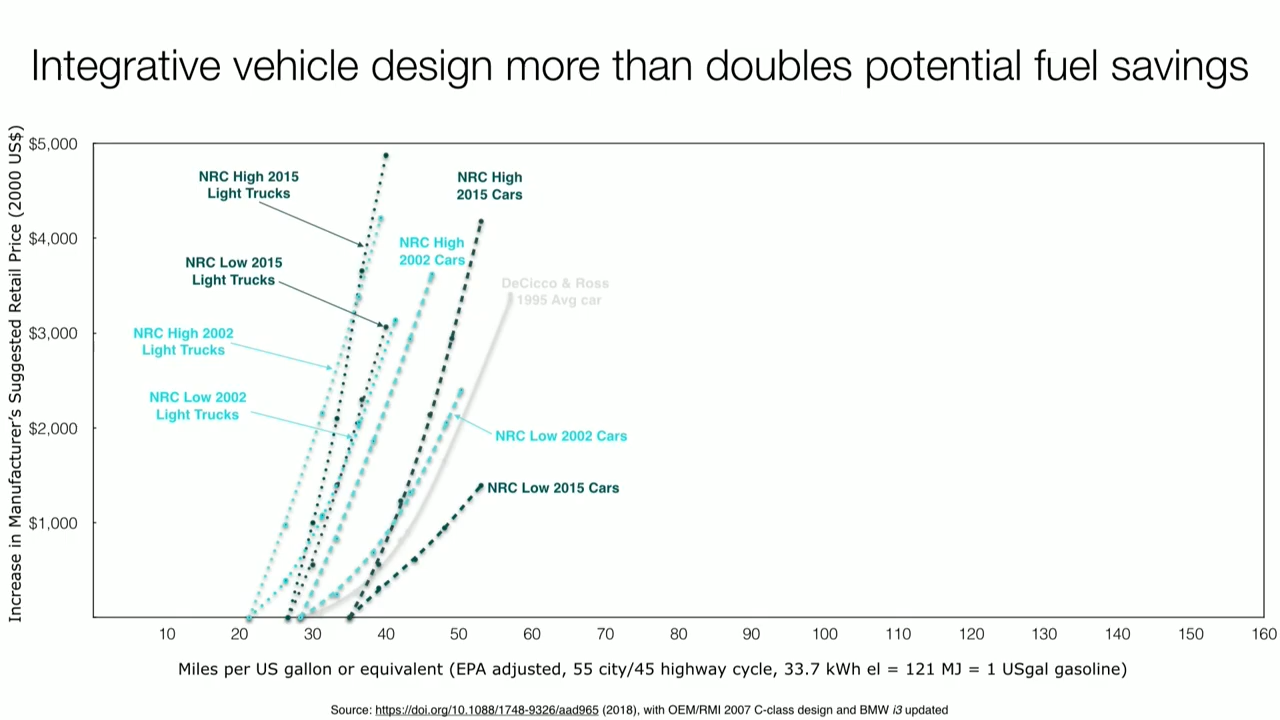 Integrative vehicle design more than doubles potential fuel savings
Increase in Manufacturer's Suggested Retail Price (2000 US$)
$5,000
$4,000
$3,000
$2,000
$1,000
NRC High 2015
Light Trucks
NRC Low 2015
Light Trucks
NRC High 2002
Light Trucks
NRC Low 2002
Light Trucks
NRC High
2015 Cars
NRC High
2002 Cars
DeCicco & Ross
1995 Avg car
NRC Low 2002 Cars
NRC Low 2015 Cars
10 20 30 40 50 60 70 80 90 100 110 120 130 140 150 160
Miles per US gallon or equivalent (EPA adjusted, 55 city/45 highway cycle, 33.7 kWh el = 121 MJ = 1 USgal gasoline)
Source: https://doi.org/10.1088/1748-9326/aad965 (2018), with OEM/RMI 2007 C-class design and BMW i3 updated